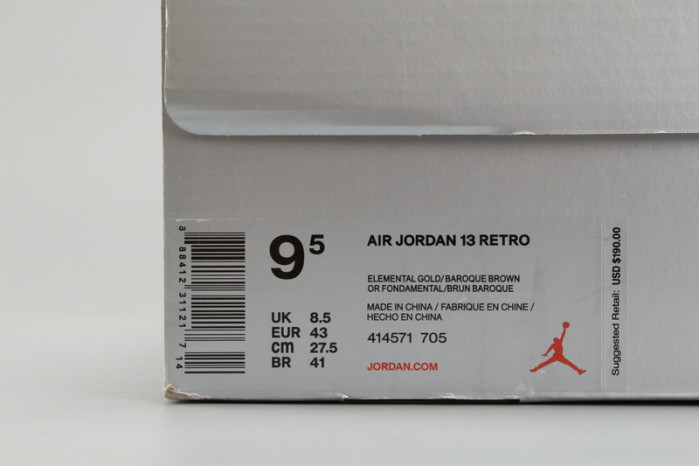 8 88412 31121 7 14
9⁵
UK 8.5
EUR 43
cm 27.5
BR 41
AIR JORDAN 13 RETRO
ELEMENTAL GOLD/BAROQUE BROWN
OR FONDAMENTAL/BRUN BAROQUE
MADE IN CHINA / FABRIQUE EN CHINE /
HECHO EN CHINA
414571 705
JORDAN.COM
Suggested Retail: USD $190.00